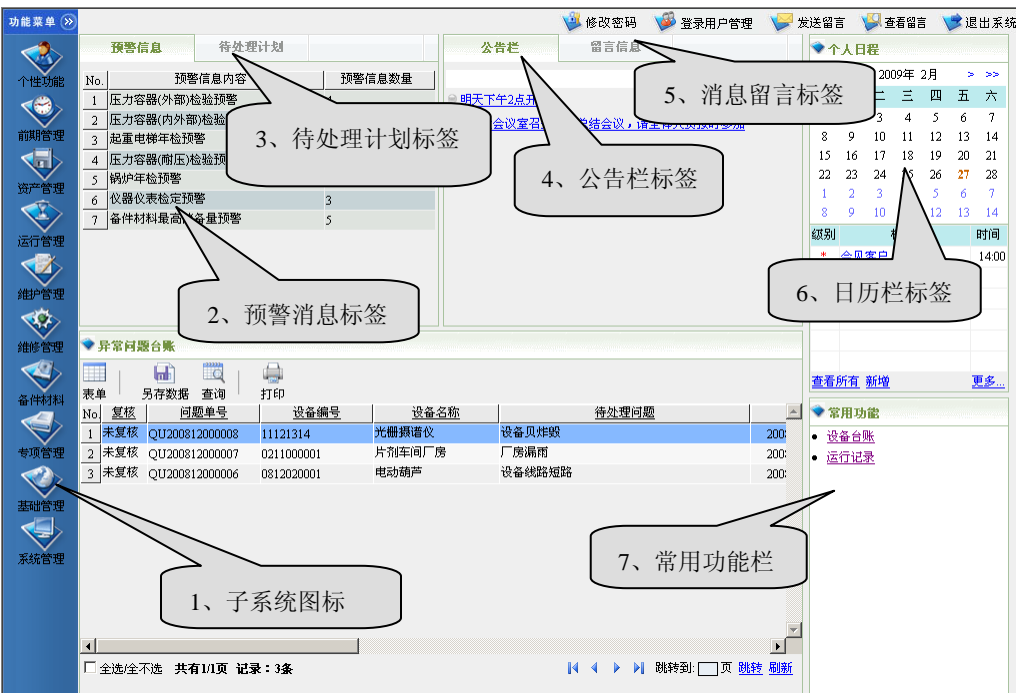 功能菜单
修改密码 登录用户管理 发送留言 查看留言 退出系统
个性功能
前期管理
资产管理
运行管理
维护管理
维修管理
备件材料
专项管理
基础管理
系统管理
预警信息 待处理计划
No. 预警信息内容 预警信息数量
1 压力容器(外部)检验预警
2 压力容器(内外部)检验
3 起重电梯年检预警
4 压力容器(耐压)检验预
5 锅炉年检预警
6 仪器仪表检定预警 3
7 备件材料最高 备量预警 5
公告栏 留言信息
明天下午2点开
会议室召 总结会议,请全体人员按时参加
个人日程
2009年 2月 > >>
二 三 四 五 六
3 4 5 6 7
8 9 10 11 12 13 14
15 16 17 18 19 20 21
22 23 24 25 26 27 28
1 2 3 5 6 7
8 9 10 12 13 14
级别 时间
* 会见客户 14:00
查看所有 新增 更多...
常用功能
设备台账
运行记录
异常问题台账
表单 另存数据 查询 打印
No. 复核 问题单号 设备编号 设备名称 待处理问题
1 未复核 QU200812000008 11121314 光栅摄谱仪 设备贝炸毁 200
2 未复核 QU200812000007 0211000001 片剂车间厂房 厂房漏雨 200
3 未复核 QU200812000006 0812020001 电动葫芦 设备线路短路 200
全选/全不选 共有1/1页 记录:3条 跳转到: 页 跳转 刷新
1、子系统图标
2、预警消息标签
3、待处理计划标签
4、公告栏标签
5、消息留言标签
6、日历栏标签
7、常用功能栏